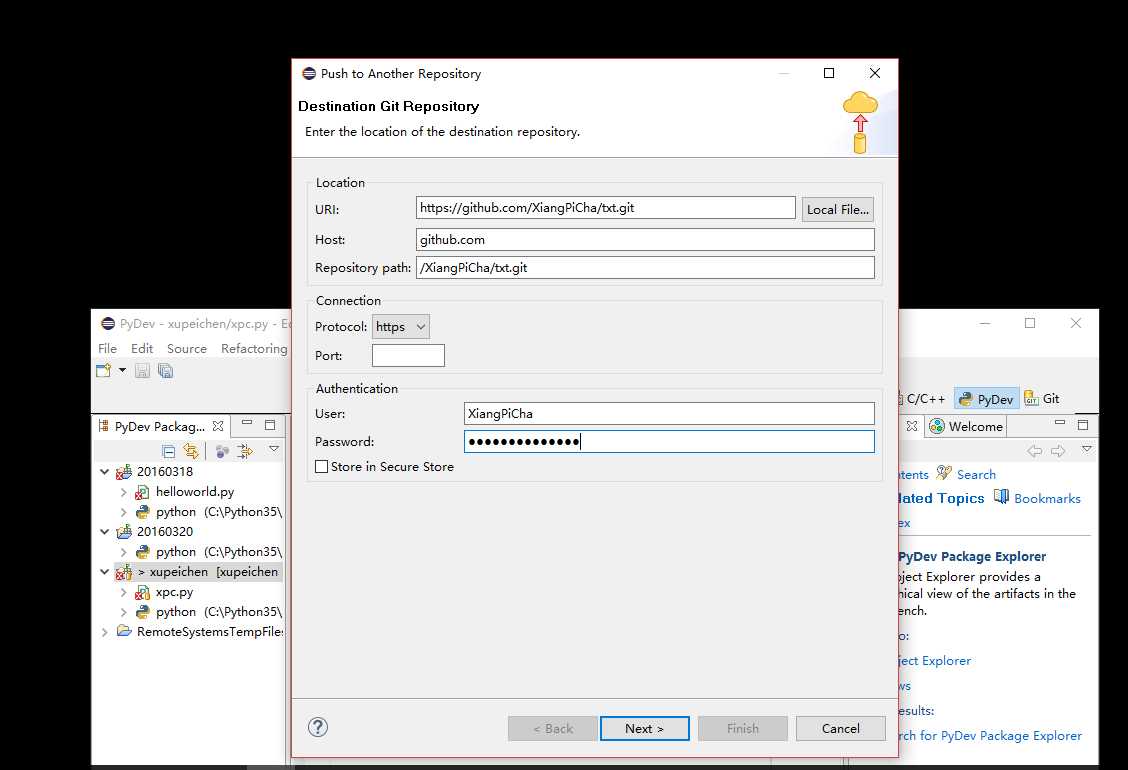 Push to Another Repository
Destination Git Repository
Enter the location of the destination repository.
Location
URI: https://github.com/XiangPiCha/txt.git Local File...
Host: github.com
Repository path: /XiangPiCha/txt.git
Connection
Protocol: https
Port:
Authentication
User: XiangPiCha
Password: ●●●●●●●●●●●●●●
Store in Secure Store
< Back Next > Finish Cancel
PyDev - xupeichen/xpc.py - Ec
File Edit Source Refactoring
C/C++ PyDev Git
PyDev Packag...
20160318
helloworld.py
python (C:\Python35\
20160320
python (C:\Python35\
> xupeichen [xupeichen
xpc.py
python (C:\Python35\
RemoteSystemsTempFiles
Welcome
ntents Search
lated Topics Bookmarks
ex
PyDev Package Explorer
ject Explorer provides a
hical view of the artifacts in the
ench.
o:
ject Explorer
ws
esults:
rch for PyDev Package Explorer